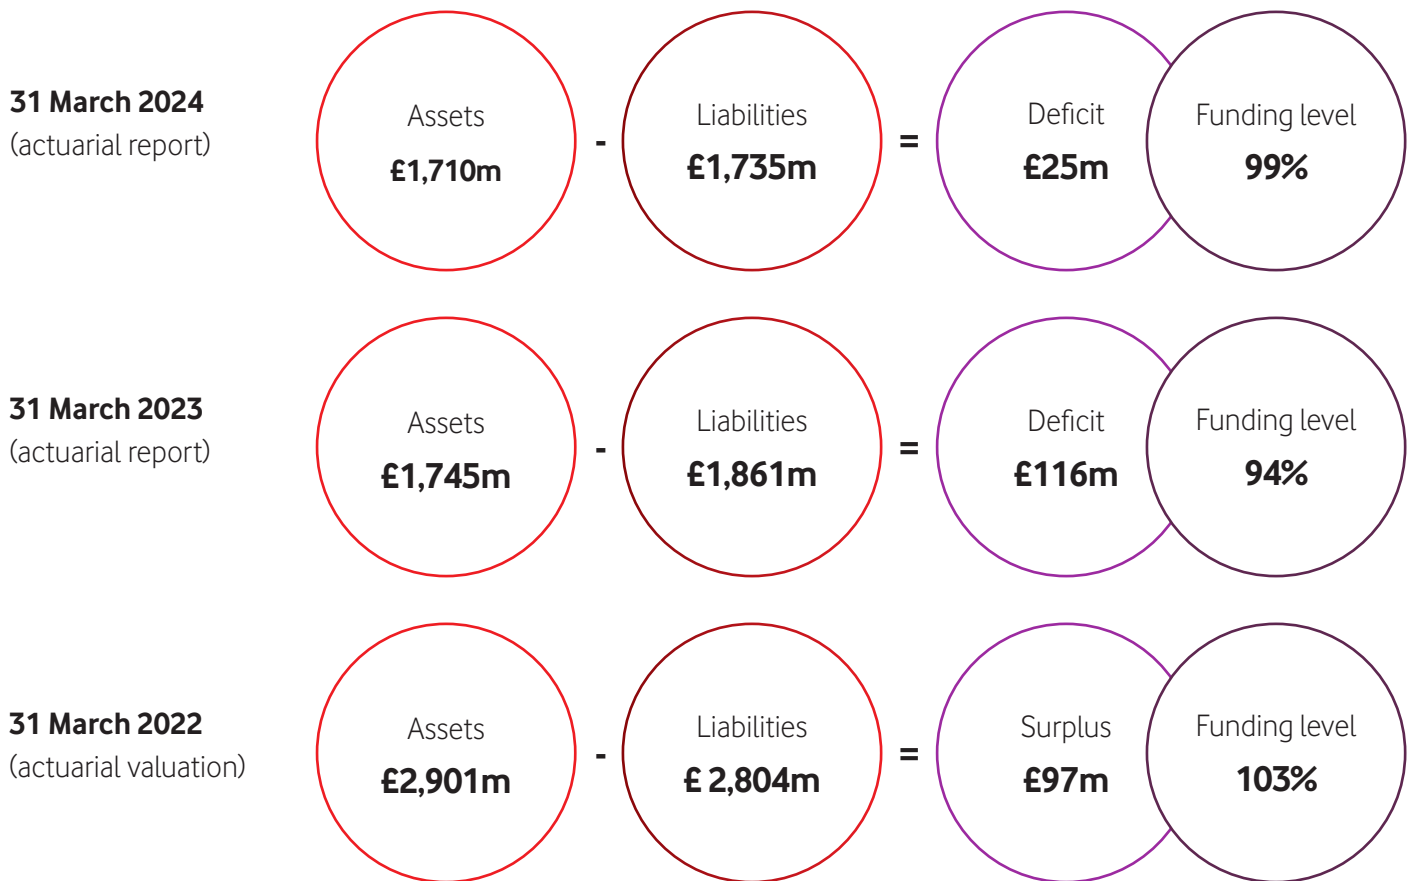 31 March 2024
(actuarial report)
Assets
£1,710m
-
Liabilities
£1,735m
=
Deficit
£25m
Funding level
99%
31 March 2023
(actuarial report)
Assets
£1,745m
-
Liabilities
£1,861m
=
Deficit
£116m
Funding level
94%
31 March 2022
(actuarial valuation)
Assets
£2,901m
-
Liabilities
£ 2,804m
=
Surplus
£97m
Funding level
103%